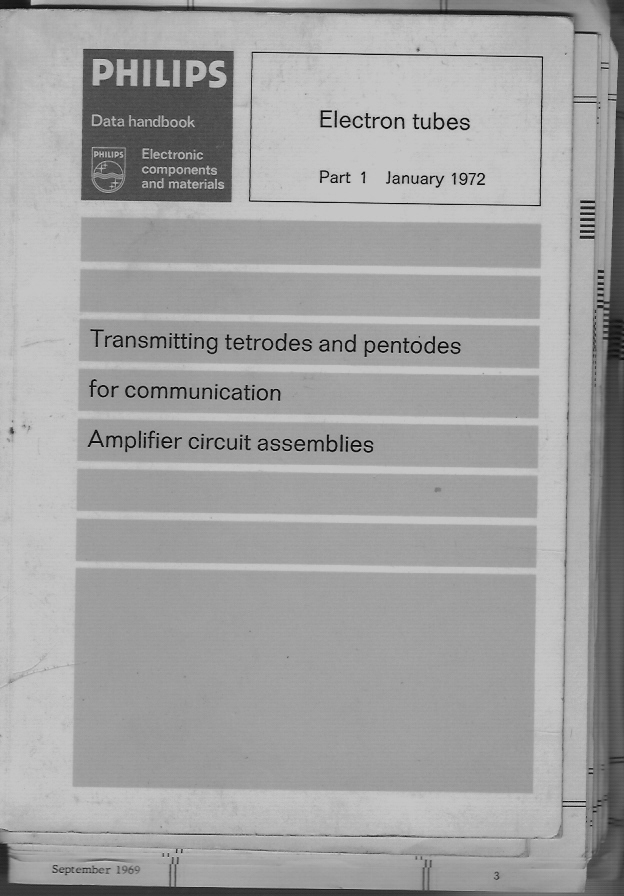 PHILIPS
Data handbook
PHILIPS
Electronic
components
and materials
Electron tubes
Part 1 January 1972
Transmitting tetrodes and pentodes
for communication
Amplifier circuit assemblies
September 1969
3